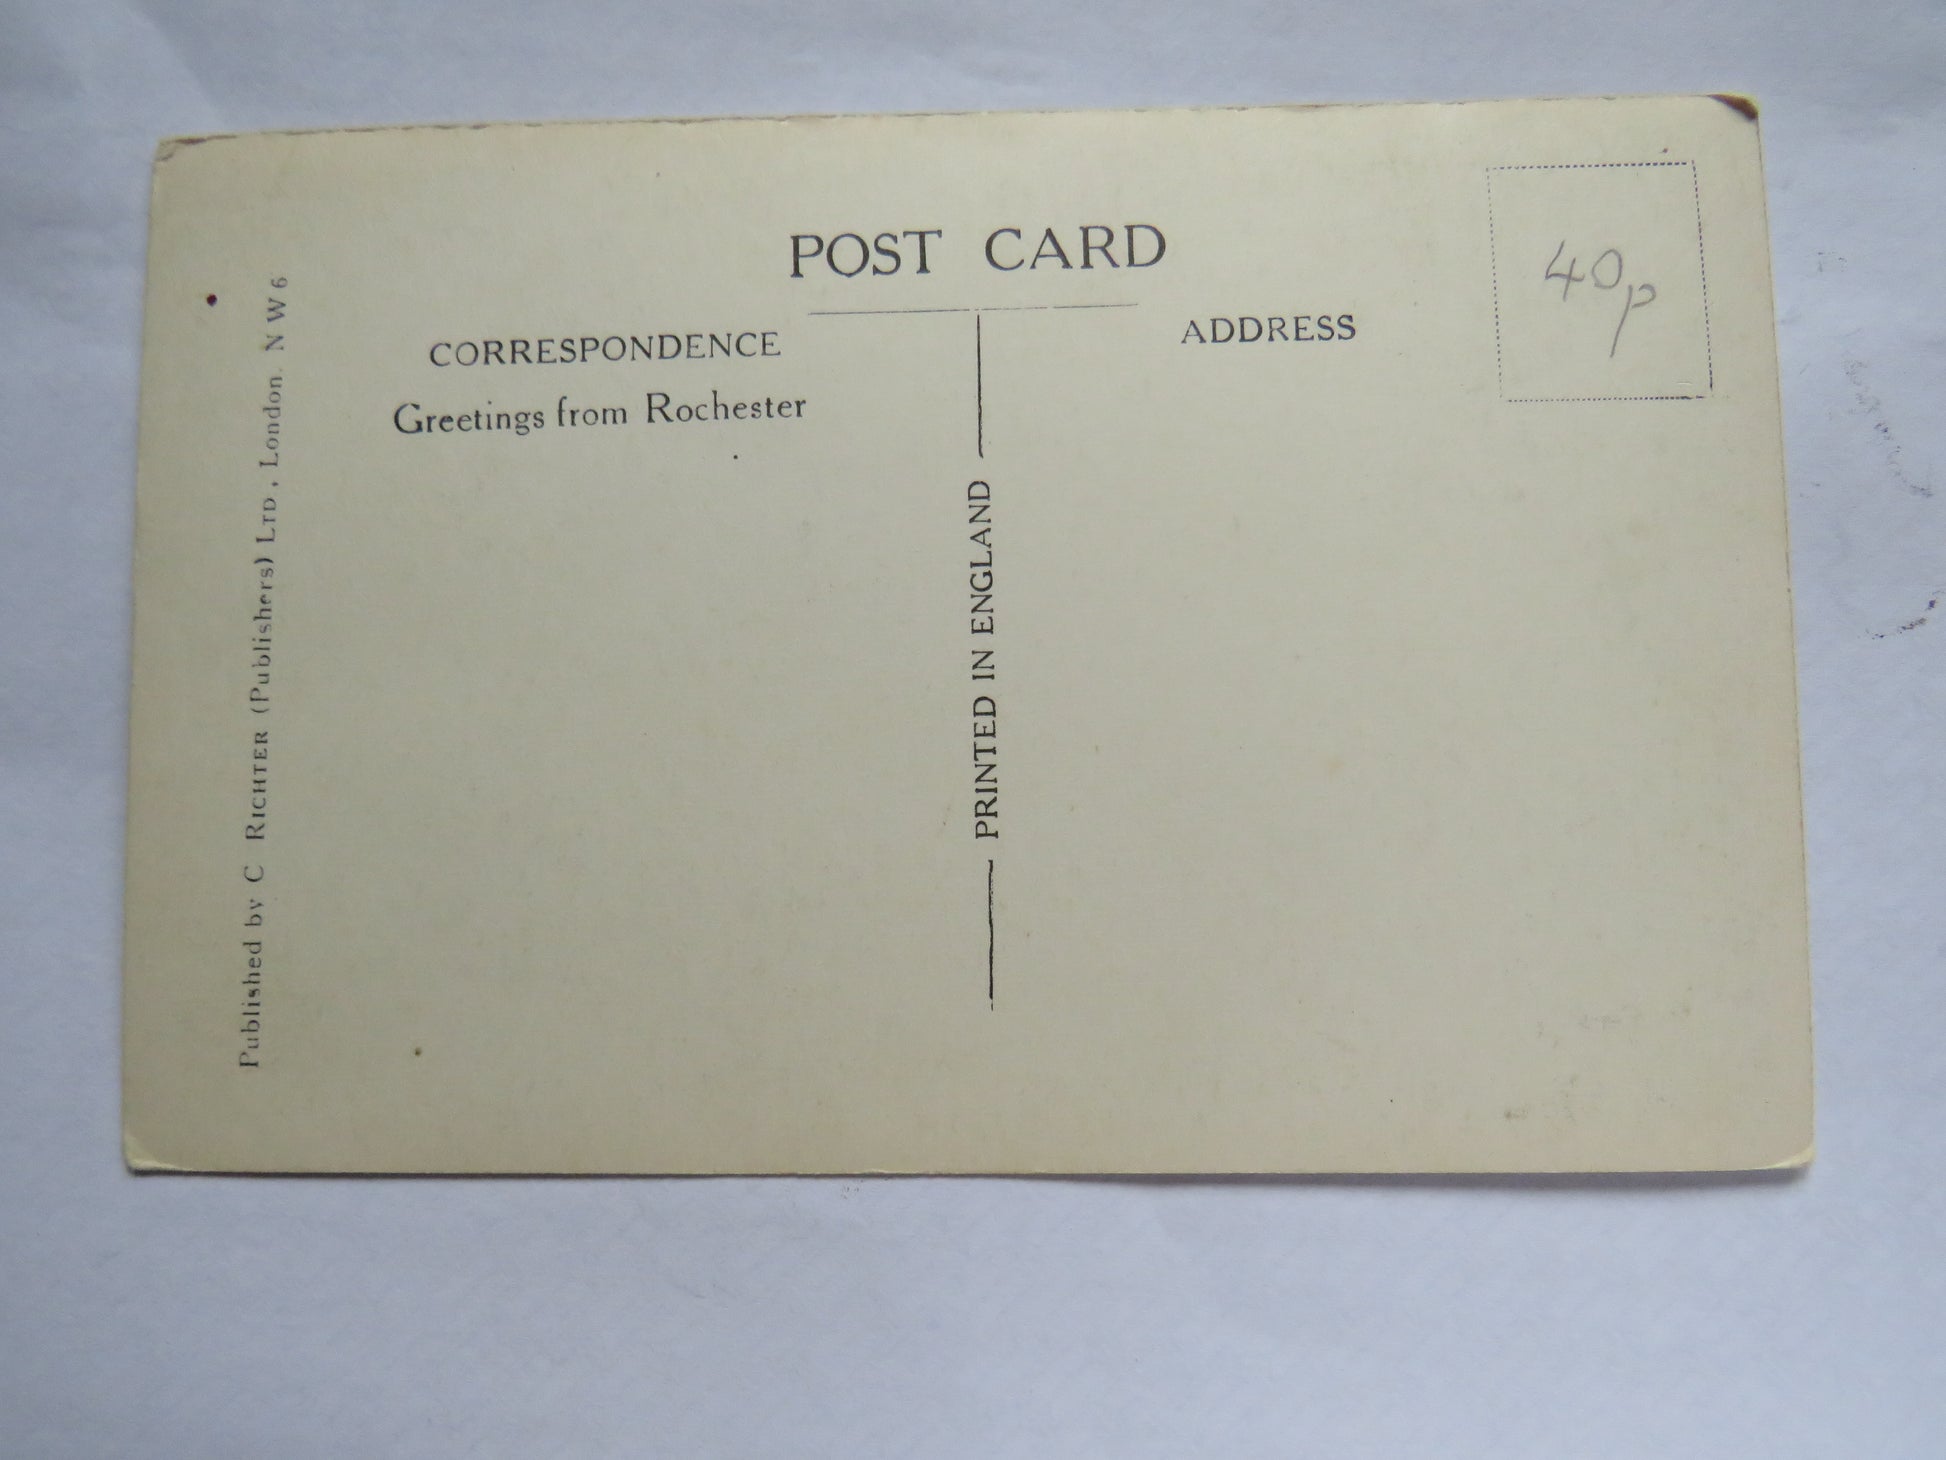 POST CARD
CORRESPONDENCE
Greetings from Rochester
ADDRESS
40p
PRINTED IN ENGLAND
Published by C RICHTER (Publishers) LTD, London. N W 6